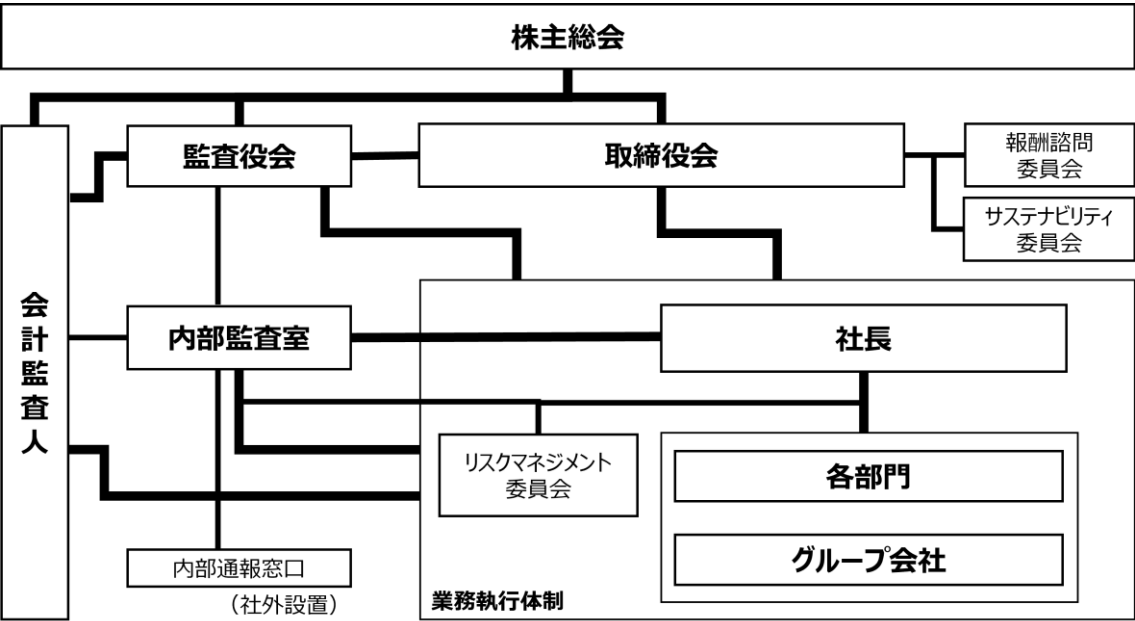 株主総会
監査役会
取締役会
報酬諮問
委員会
サステナビリティ
委員会
会計監査人
内部監査室
社長
リスクマネジメント
委員会
各部門
グループ会社
内部通報窓口
（社外設置）
業務執行体制